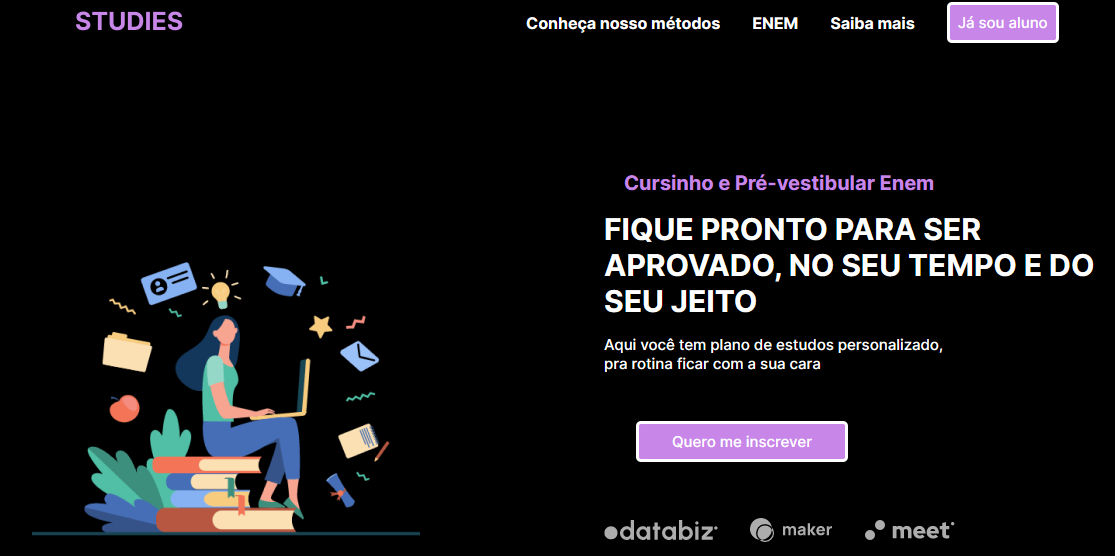 STUDIES
Conheça nosso métodos
ENEM
Saiba mais
Já sou aluno
Cursinho e Pré-vestibular Enem
FIQUE PRONTO PARA SER
APROVADO, NO SEU TEMPO E DO
SEU JEITO
Aqui você tem plano de estudos personalizado,
pra rotina ficar com a sua cara
Quero me inscrever
databiz
maker
meet